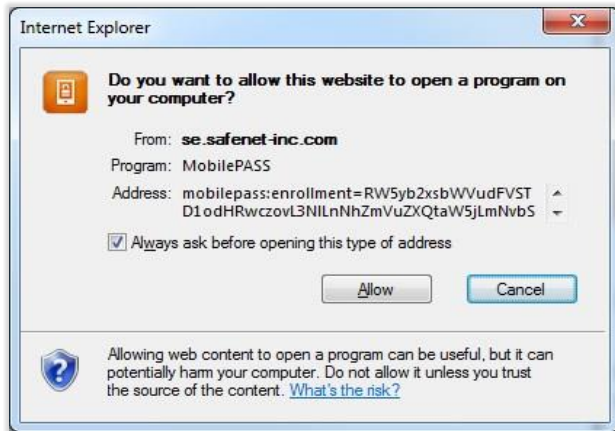 Internet Explorer
Do you want to allow this website to open a program on
your computer?
From: se.safenet-inc.com
Program: MobilePASS
Address: mobilepass:enrollment=RW5yb2xsbWVudFVST
D1odHRwczovL3NlLnNhZmVuZXQtaW5jLmNvbS
Always ask before opening this type of address
Allow Cancel
Allowing web content to open a program can be useful, but it can
potentially harm your computer. Do not allow it unless you trust
the source of the content. What's the risk?